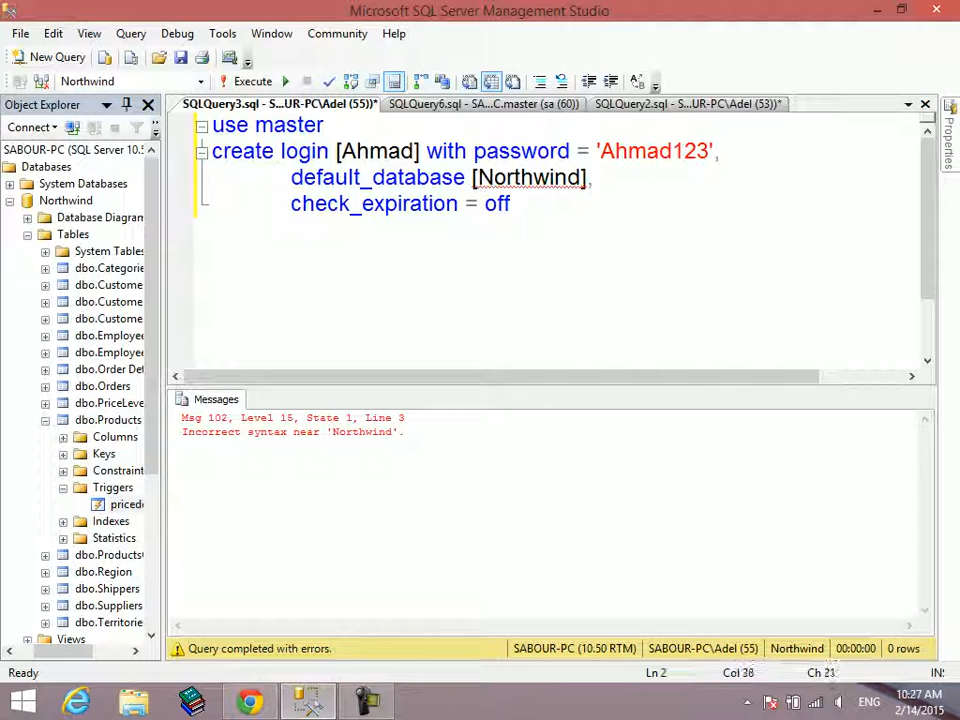 Microsoft SQL Server Management Studio
File Edit View Query Debug Tools Window Community Help
New Query
Northwind Execute
Object Explorer
SQLQuery3.sql - S...UR-PC\Adel (55))* SQLQuery6.sql - SA...C.master (sa (60)) SQLQuery2.sql - S...UR-PC\Adel (53))*
Connect
SABOUR-PC (SQL Server 10.5
Databases
System Databases
Northwind
Database Diagran
Tables
System Tables
dbo.Categorie
dbo.Custome
dbo.Custome
dbo.Custome
dbo.Employee
dbo.Employee
dbo.Order Det
dbo.Orders
dbo.PriceLeve
dbo.Products
Columns
Keys
Constraint
Triggers
priced
Indexes
Statistics
dbo.Products
dbo.Region
dbo.Shippers
dbo.Suppliers
dbo.Territorie
Views
use master
create login [Ahmad] with password = 'Ahmad123',
default_database [Northwind],
check_expiration = off
Properties
Messages
Msg 102, Level 15, State 1, Line 3
Incorrect syntax near 'Northwind'.
Query completed with errors. SABOUR-PC (10.50 RTM) SABOUR-PC\Adel (55) Northwind 00:00:00 0 rows
Ready Ln 2 Col 38 IN
ENG
10:27 AM
2/14/2015